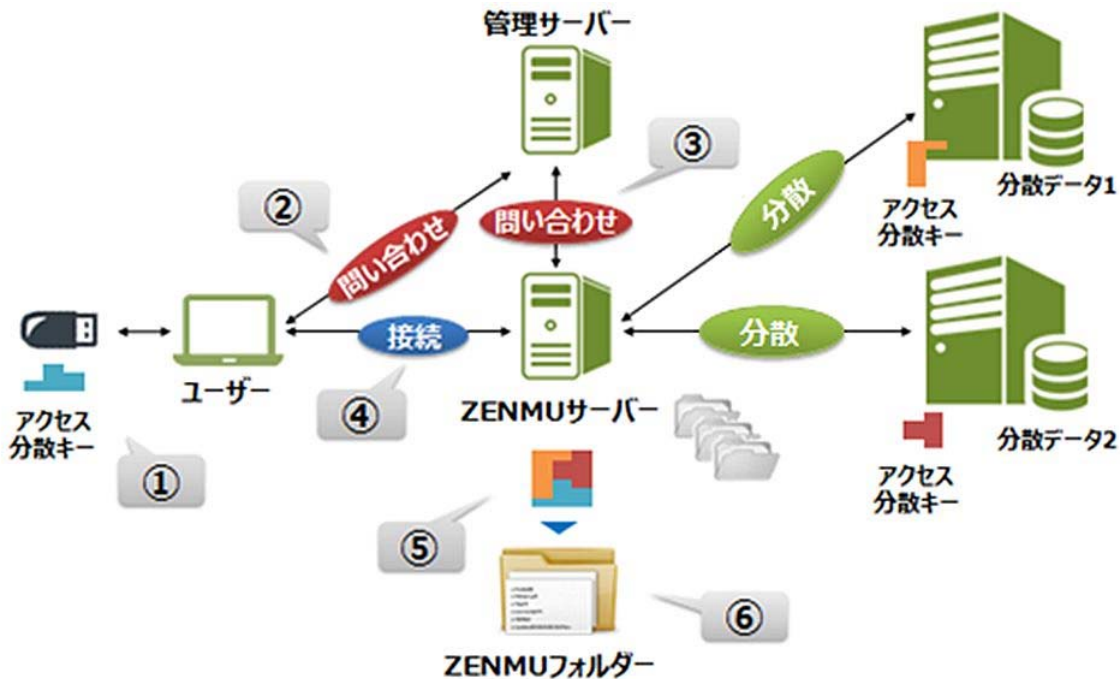 管理サーバー
③
②
問い合わせ
問い合わせ
分散
アクセス
分散キー
分散データ1
接続
分散
ユーザー
ZENMUサーバー
④
アクセス
分散キー
①
アクセス
分散キー
分散データ2
⑤
⑥
ZENMUフォルダー